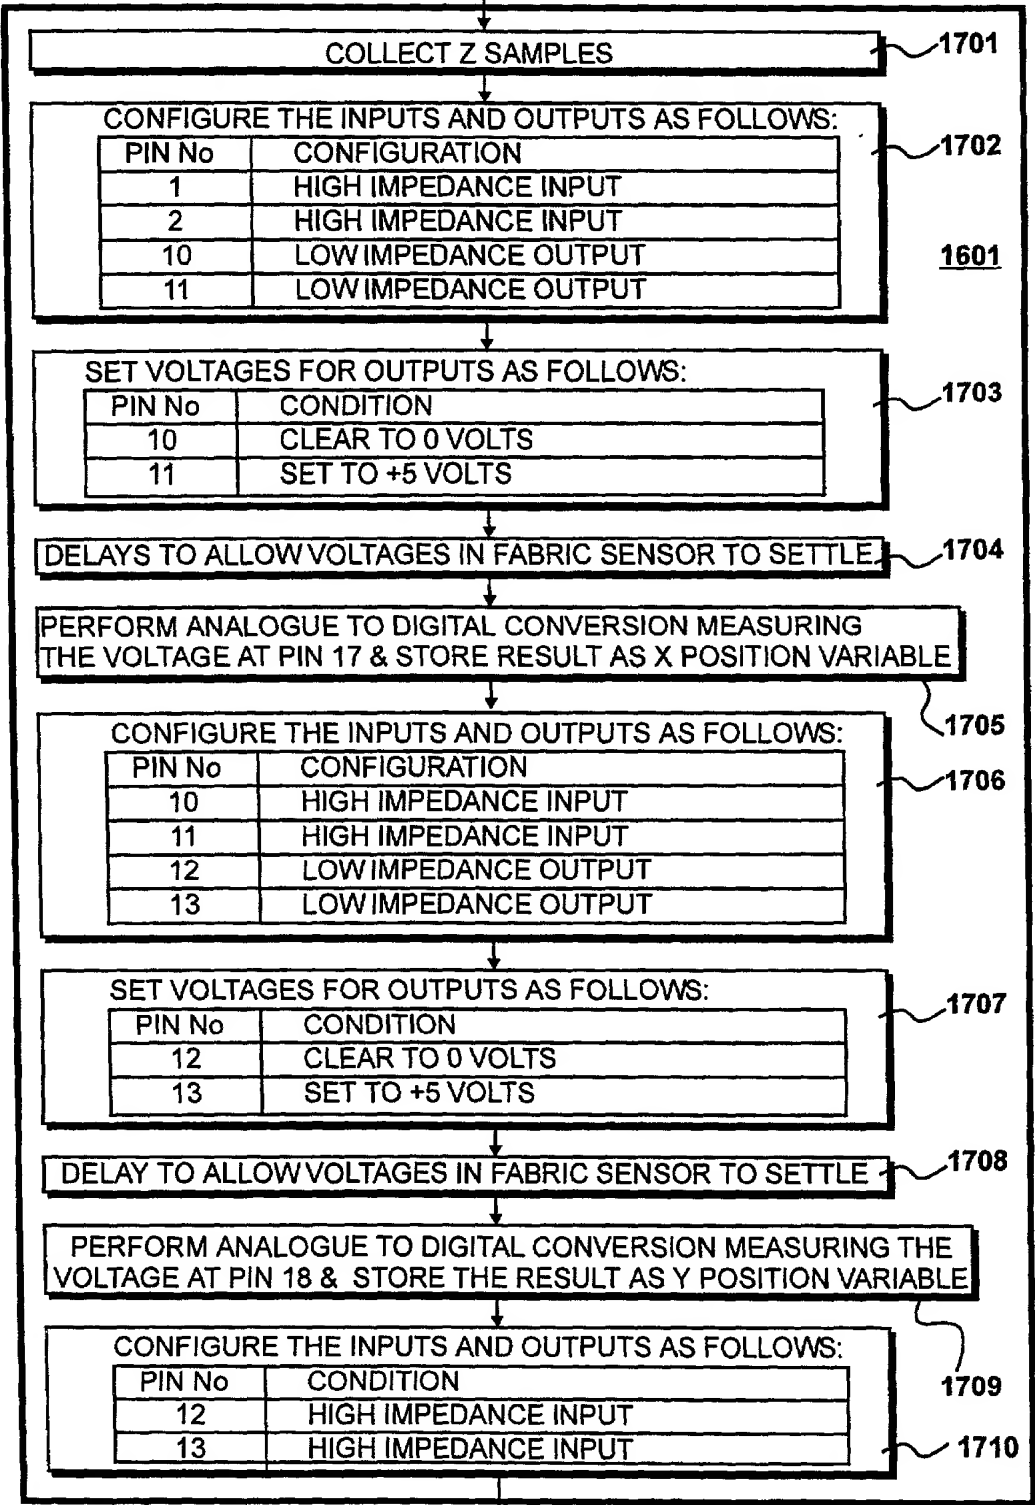 COLLECT Z SAMPLES
1701
CONFIGURE THE INPUTS AND OUTPUTS AS FOLLOWS:
1702
PIN No CONFIGURATION
1 HIGH IMPEDANCE INPUT
2 HIGH IMPEDANCE INPUT
10 LOW IMPEDANCE OUTPUT
1601
11 LOW IMPEDANCE OUTPUT
SET VOLTAGES FOR OUTPUTS AS FOLLOWS:
1703
PIN No CONDITION
10 CLEAR TO 0 VOLTS
11 SET TO +5 VOLTS
DELAYS TO ALLOW VOLTAGES IN FABRIC SENSOR TO SETTLE
1704
PERFORM ANALOGUE TO DIGITAL CONVERSION MEASURING
THE VOLTAGE AT PIN 17 & STORE RESULT AS X POSITION VARIABLE
1705
CONFIGURE THE INPUTS AND OUTPUTS AS FOLLOWS:
1706
PIN No CONFIGURATION
10 HIGH IMPEDANCE INPUT
11 HIGH IMPEDANCE INPUT
12 LOW IMPEDANCE OUTPUT
13 LOW IMPEDANCE OUTPUT
SET VOLTAGES FOR OUTPUTS AS FOLLOWS:
1707
PIN No CONDITION
12 CLEAR TO 0 VOLTS
13 SET TO +5 VOLTS
DELAY TO ALLOW VOLTAGES IN FABRIC SENSOR TO SETTLE
1708
PERFORM ANALOGUE TO DIGITAL CONVERSION MEASURING THE
VOLTAGE AT PIN 18 & STORE THE RESULT AS Y POSITION VARIABLE
1709
CONFIGURE THE INPUTS AND OUTPUTS AS FOLLOWS:
PIN No CONDITION
12 HIGH IMPEDANCE INPUT
13 HIGH IMPEDANCE INPUT
1710